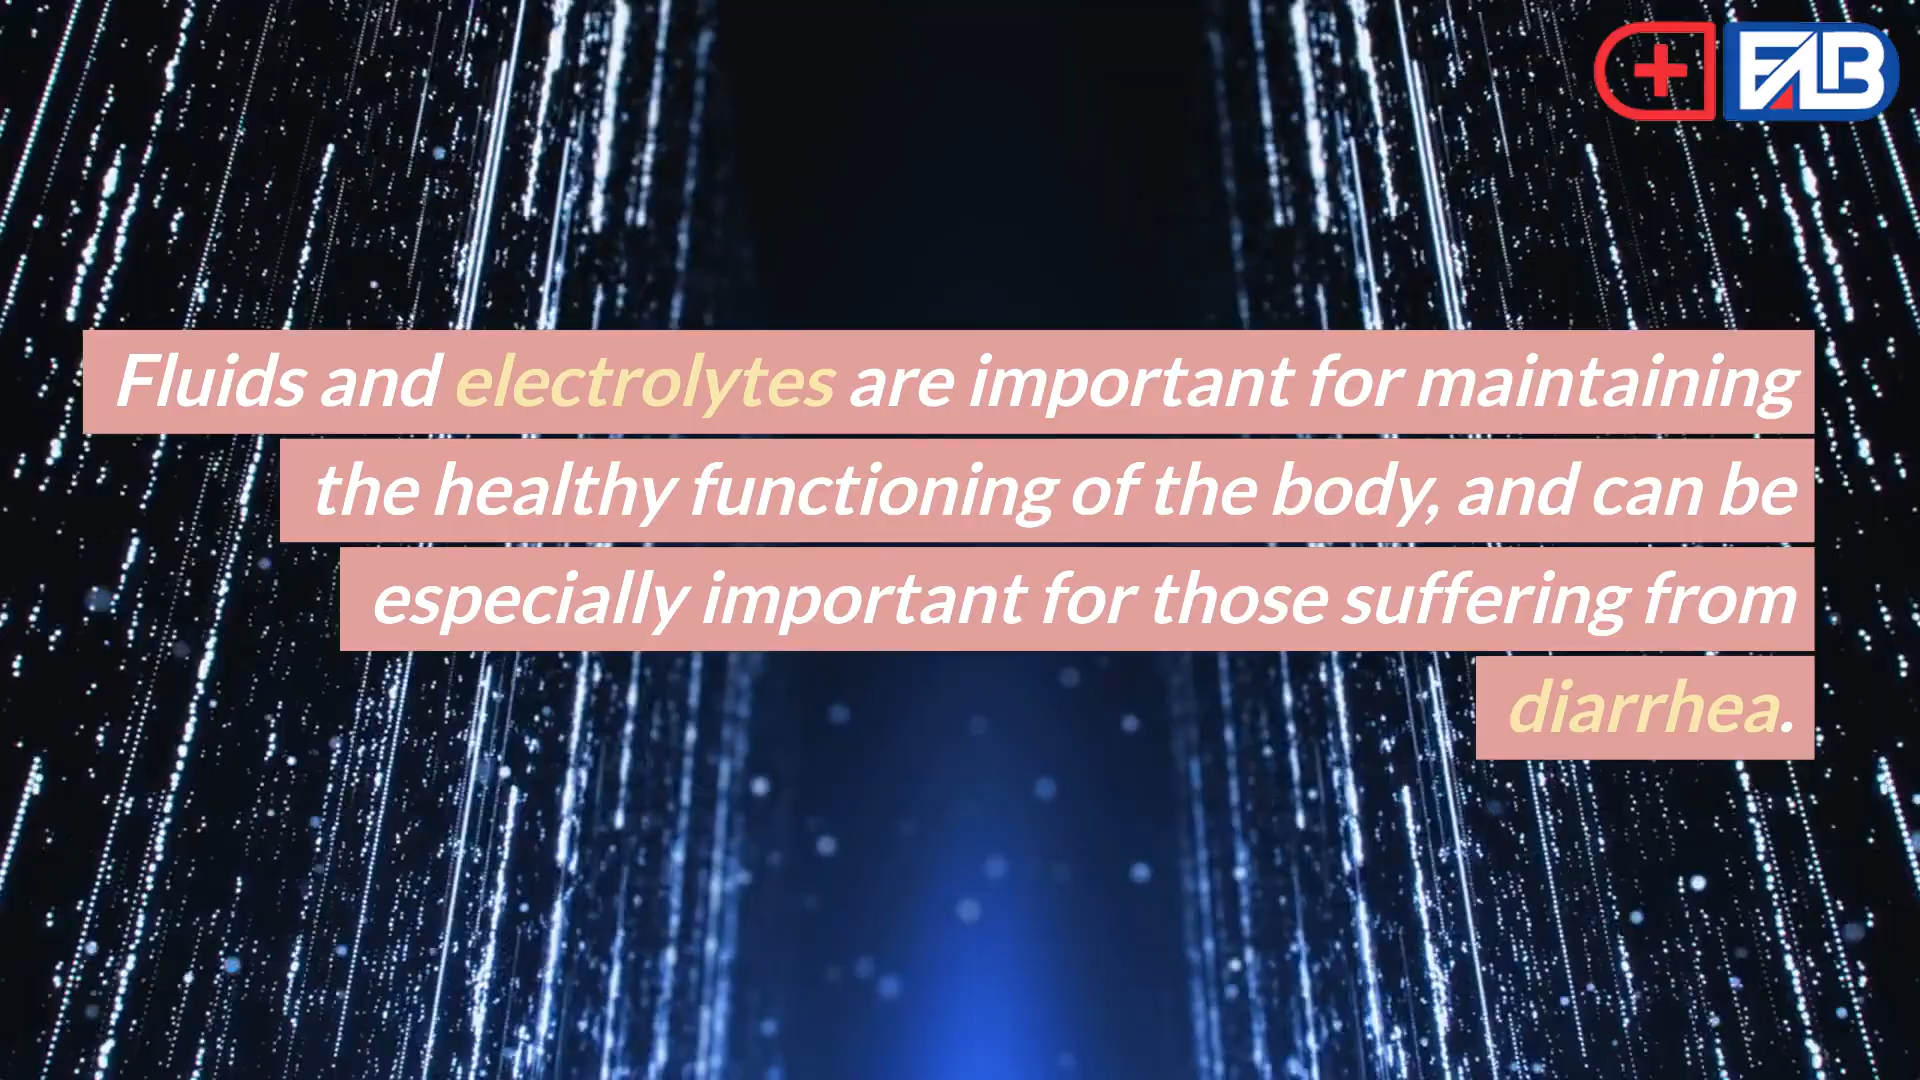 FAB
Fluids and electrolytes are important for maintaining
the healthy functioning of the body, and can be
especially important for those suffering from
diarrhea.